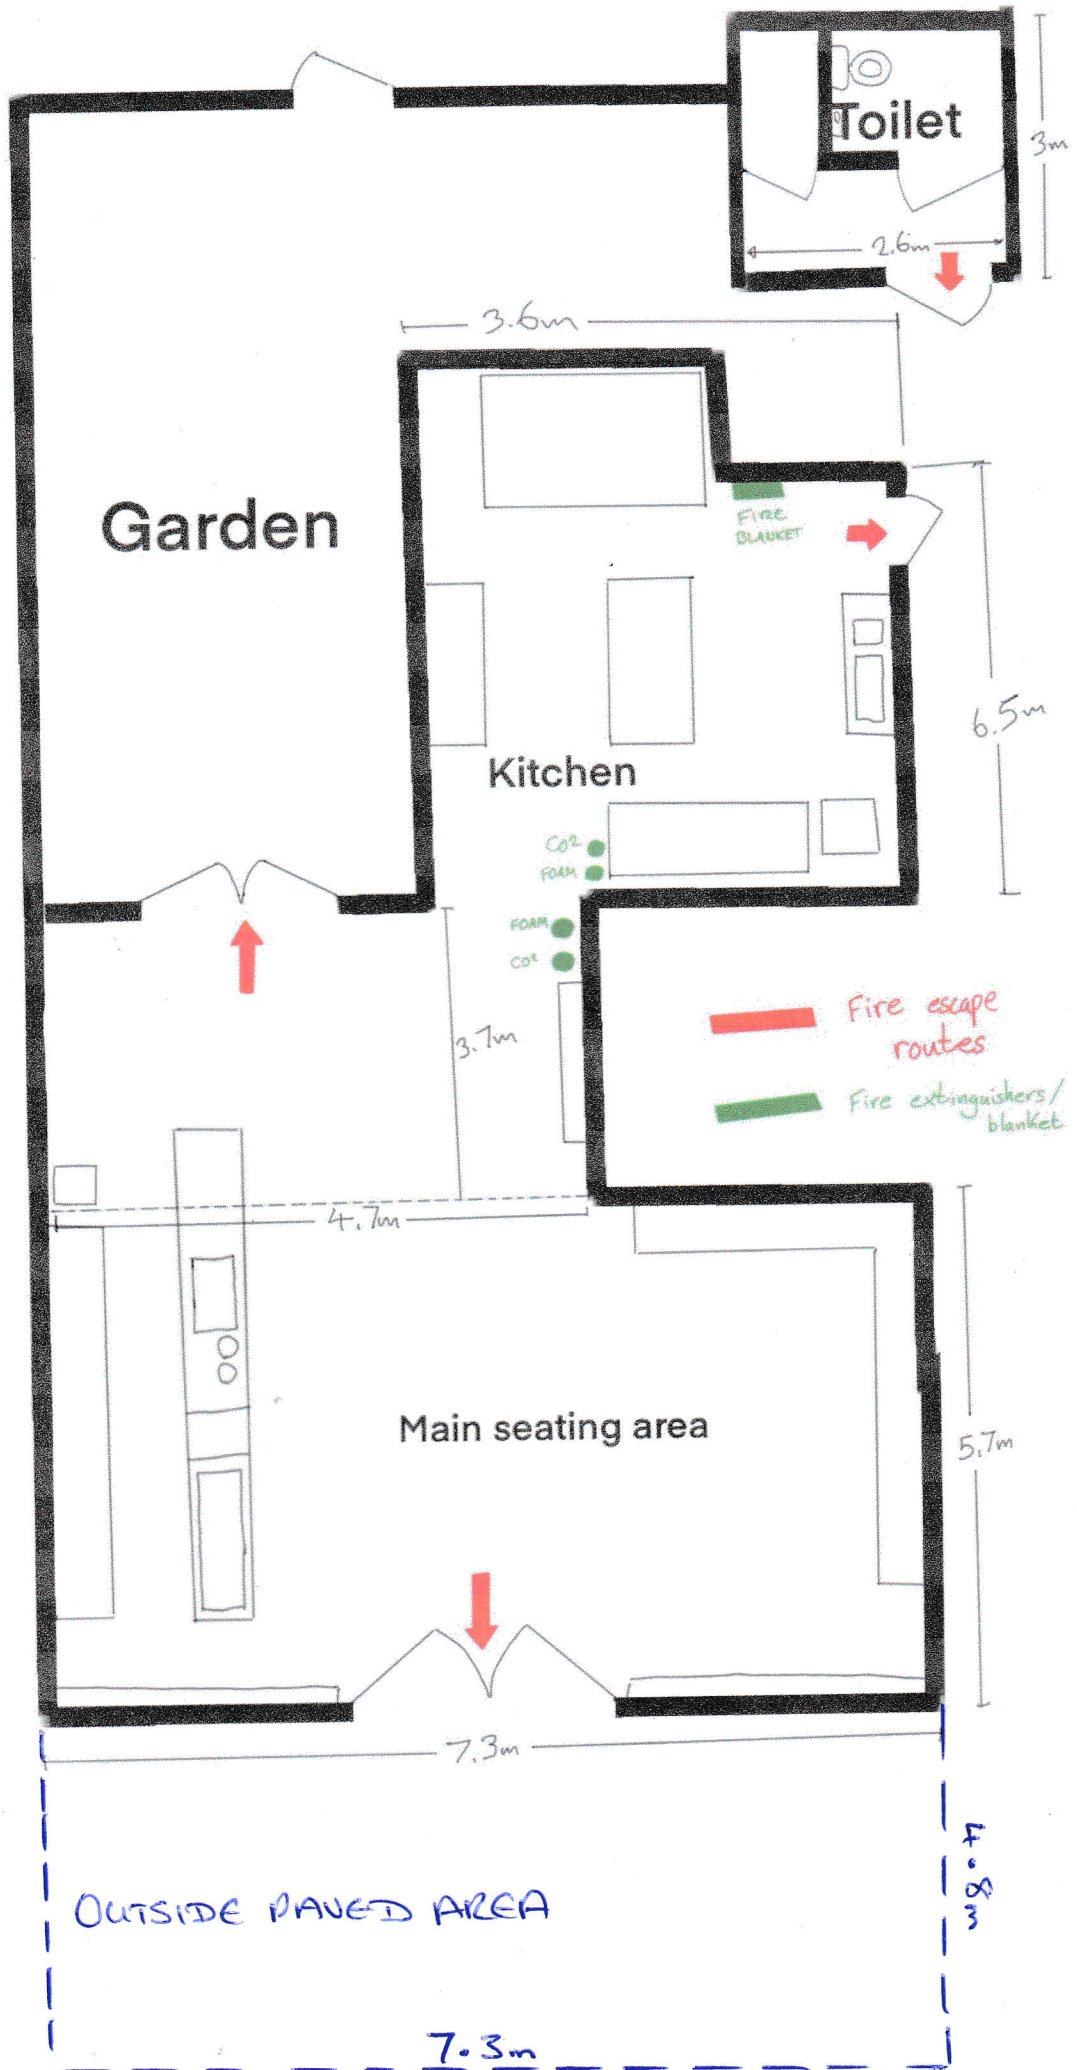 Toilet
3m
2.6m
3.6m
Garden
FIRE
BLANKET
6.5m
Kitchen
CO²
FOAM
FOAM
CO²
Fire escape
routes
3.7m
Fire extinguishers/
blanket
4.7m
Main seating area
5.7m
7.3m
4.8m
OUTSIDE PAVED AREA
7.3m